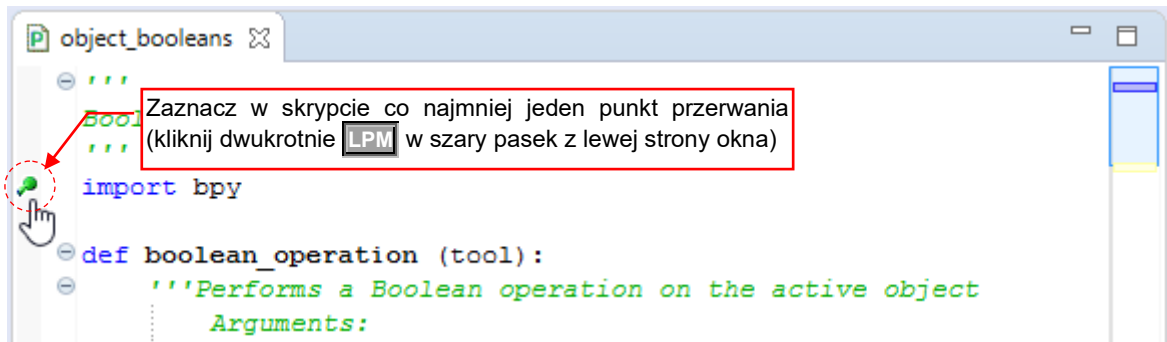 object_booleans
'''
Bool
Zaznacz w skrypcie co najmniej jeden punkt przerwania
(kliknij dwukrotnie LPM w szary pasek z lewej strony okna)
'''
import bpy
def boolean_operation (tool):
'''Performs a Boolean operation on the active object
Arguments: